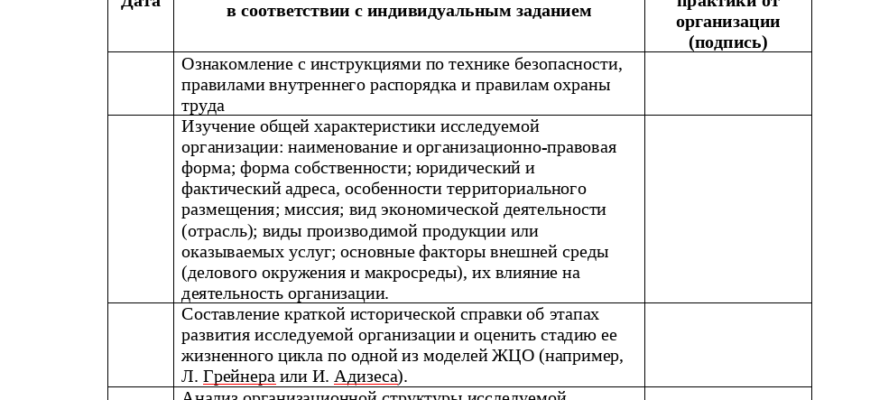 Дата
в соответствии с индивидуальным заданием
практики от
организации
(подпись)
Ознакомление с инструкциями по технике безопасности,
правилами внутреннего распорядка и правилам охраны
труда
Изучение общей характеристики исследуемой
организации: наименование и организационно-правовая
форма; форма собственности; юридический и
фактический адреса, особенности территориального
размещения; миссия; вид экономической деятельности
(отрасль); виды производимой продукции или
оказываемых услуг; основные факторы внешней среды
(делового окружения и макросреды), их влияние на
деятельность организации.
Составление краткой исторической справки об этапах
развития исследуемой организации и оценить стадию ее
жизненного цикла по одной из моделей ЖЦО (например,
Л. Грейнера или И. Адизеса).
Анализ организационной структуры исследуемой